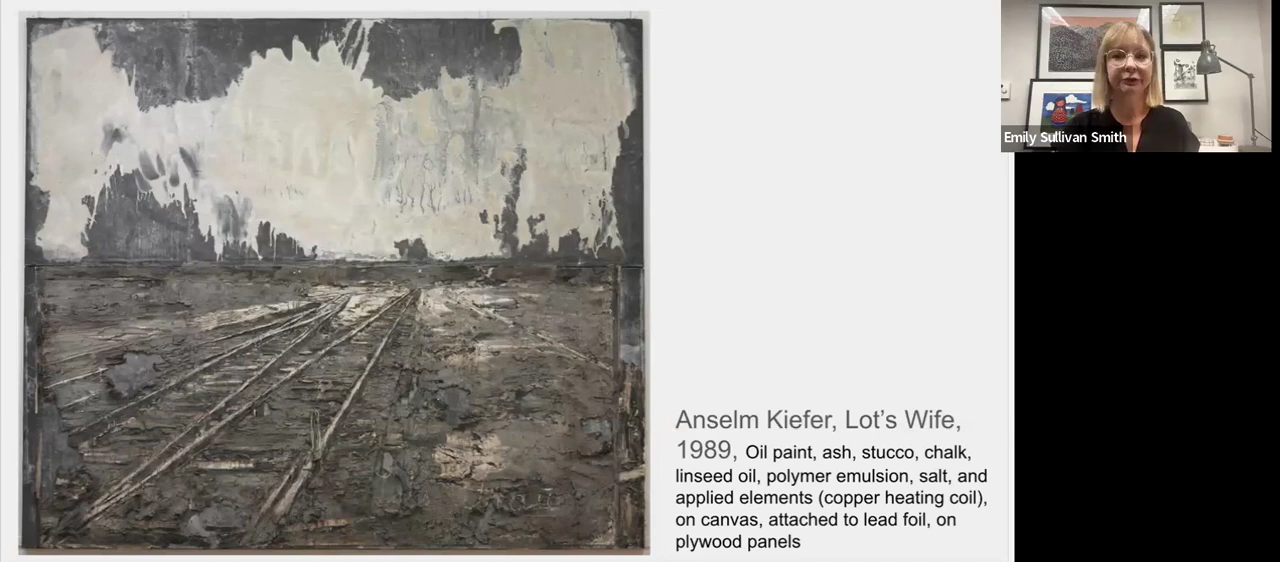 Emily Sullivan Smith
Anselm Kiefer, Lot’s Wife,
1989, Oil paint, ash, stucco, chalk,
linseed oil, polymer emulsion, salt, and
applied elements (copper heating coil),
on canvas, attached to lead foil, on
plywood panels